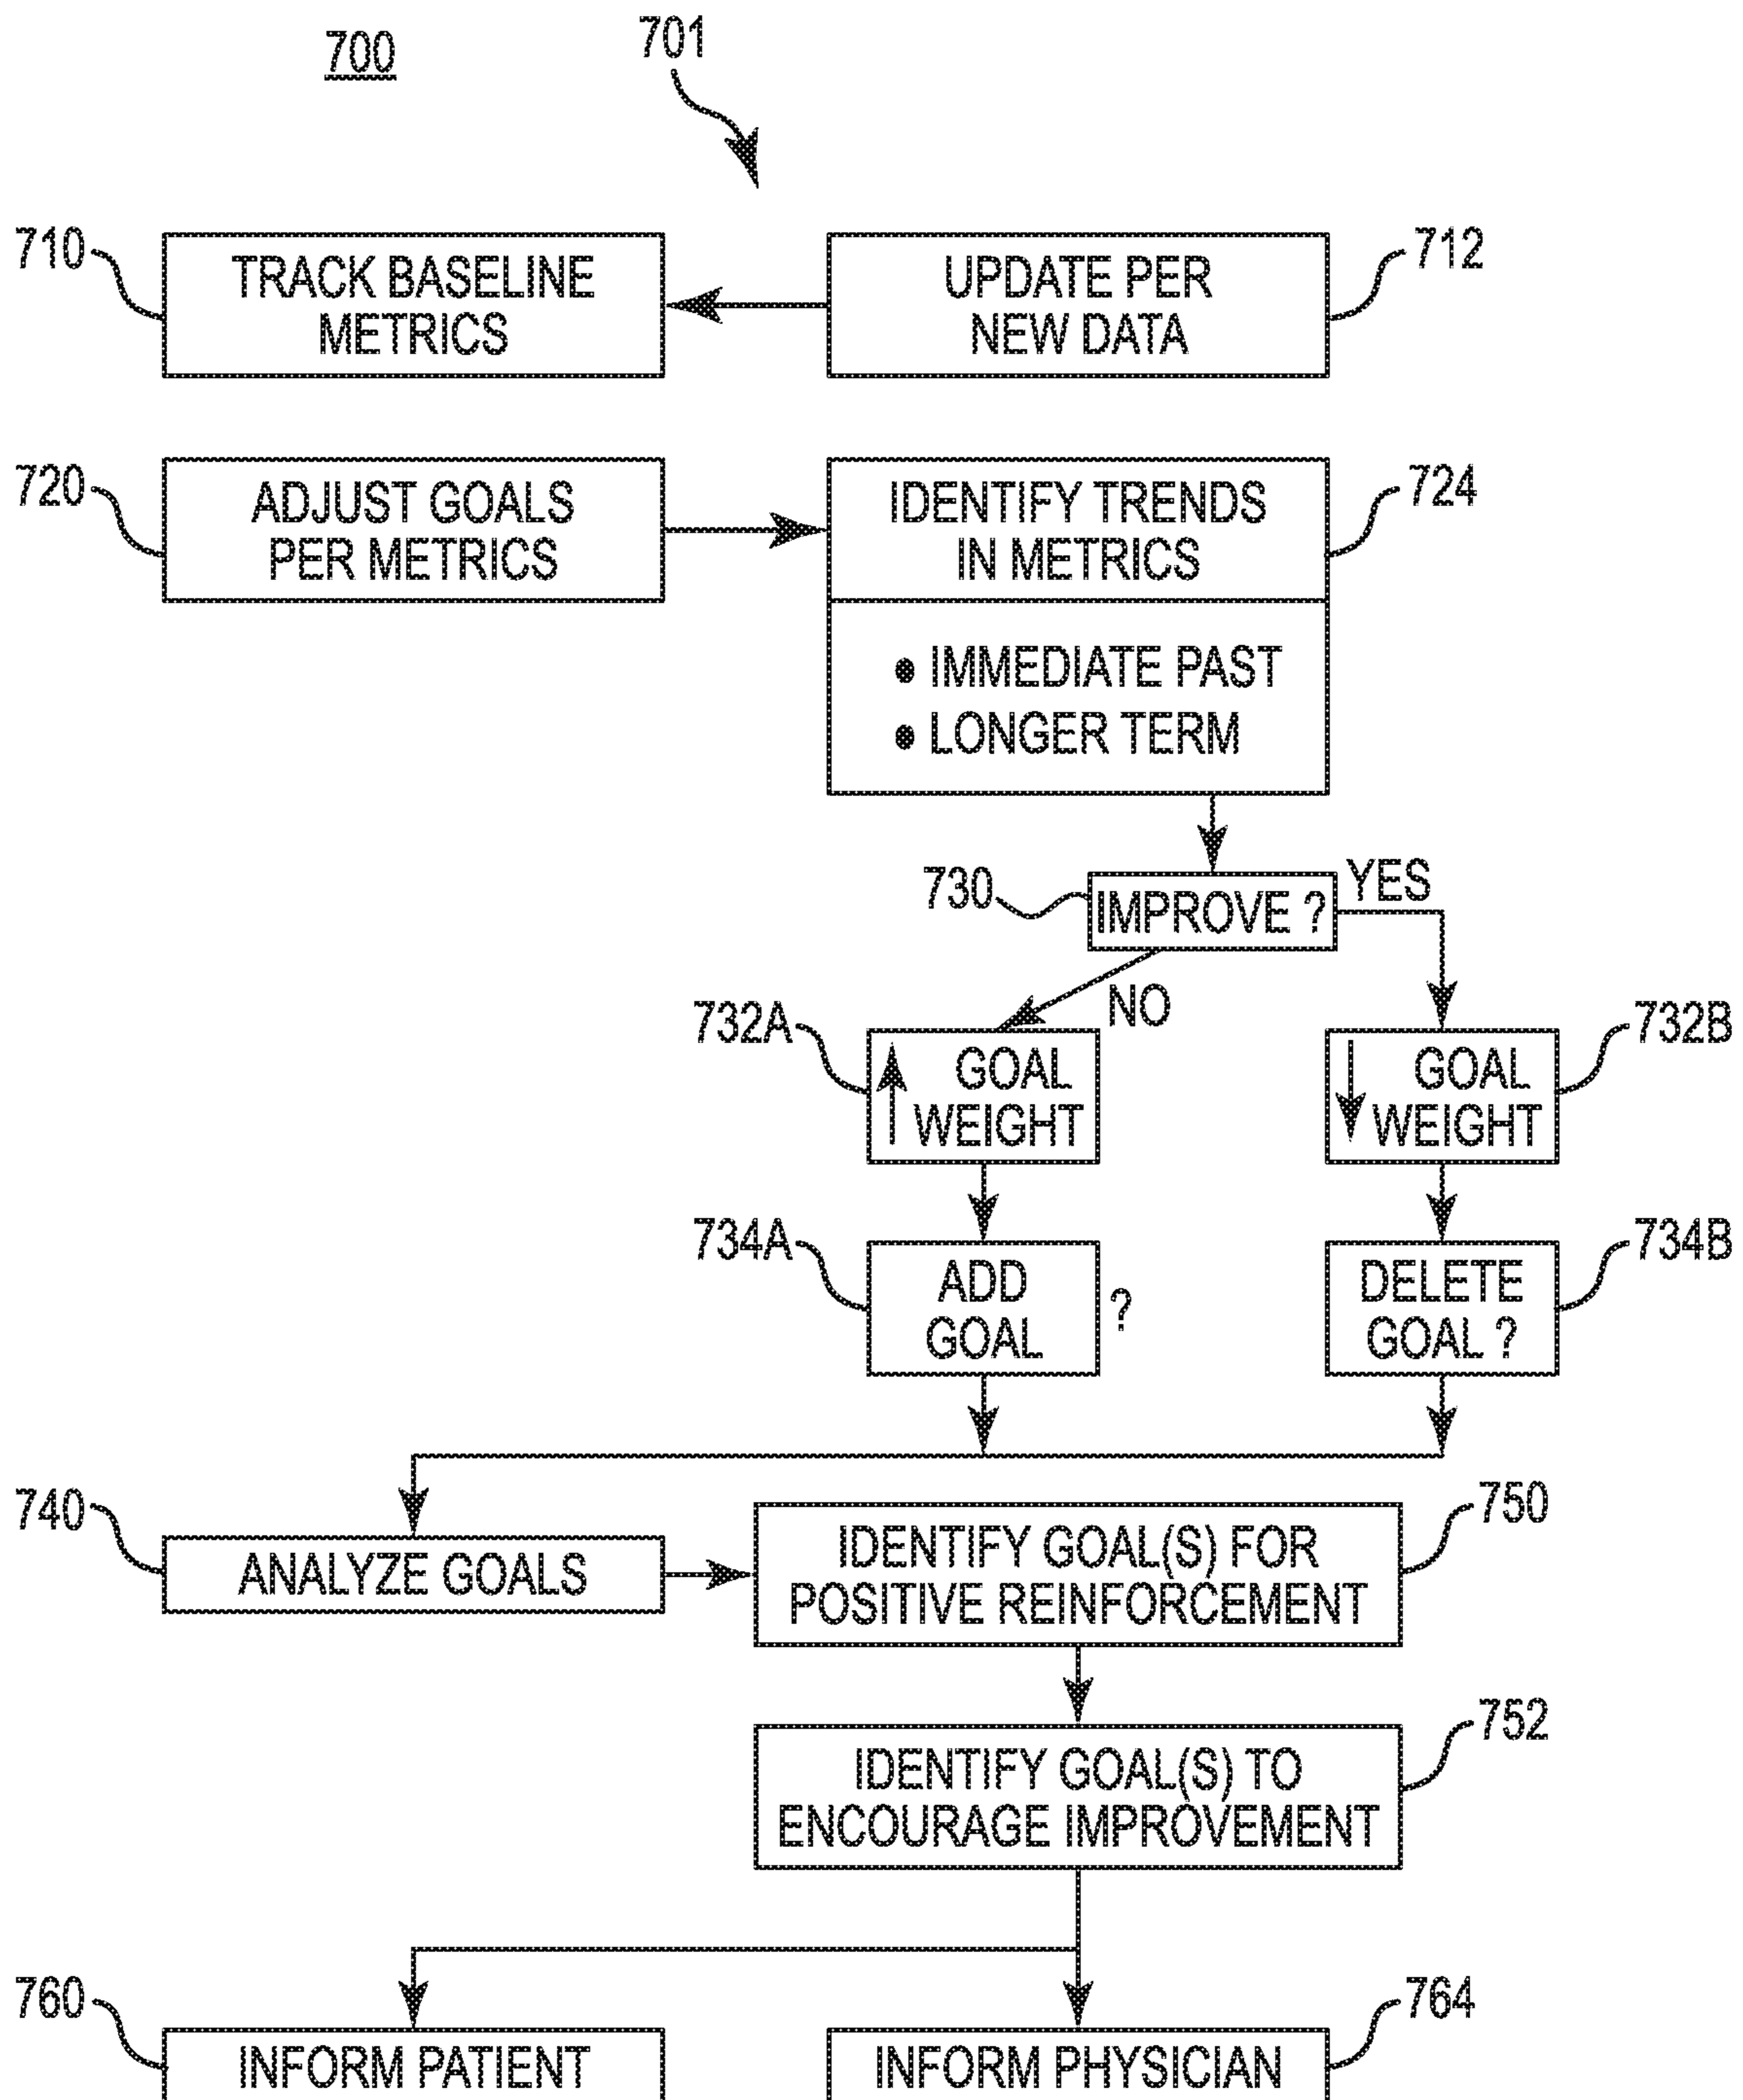 700
701
710
TRACK BASELINE
METRICS
UPDATE PER
NEW DATA
712
720
ADJUST GOALS
PER METRICS
IDENTIFY TRENDS
IN METRICS
724
• IMMEDIATE PAST
• LONGER TERM
730
IMPROVE ?
YES
NO
732A
GOAL
WEIGHT
GOAL
WEIGHT
732B
734A
ADD
GOAL
?
DELETE
GOAL ?
734B
740
ANALYZE GOALS
IDENTIFY GOAL(S) FOR
POSITIVE REINFORCEMENT
750
IDENTIFY GOAL(S) TO
ENCOURAGE IMPROVEMENT
752
760
INFORM PATIENT
INFORM PHYSICIAN
764